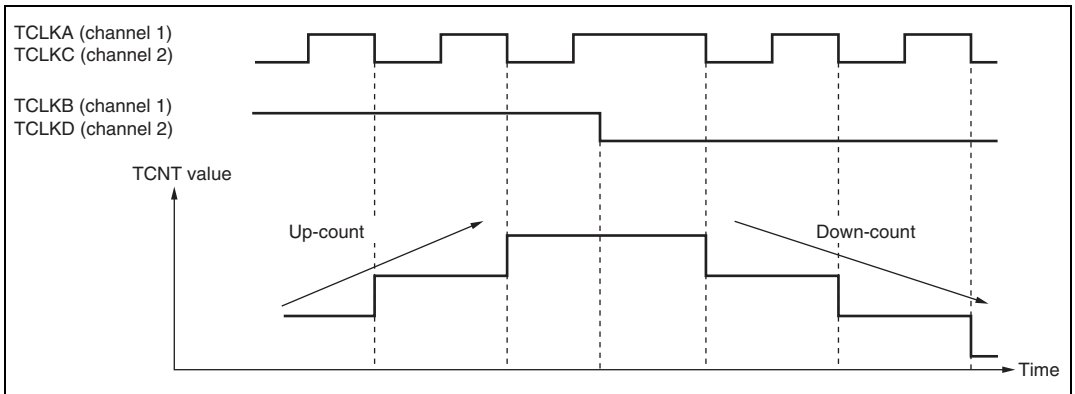 TCLKA (channel 1)
TCLKC (channel 2)
TCLKB (channel 1)
TCLKD (channel 2)
TCNT value
Up-count
Down-count
Time